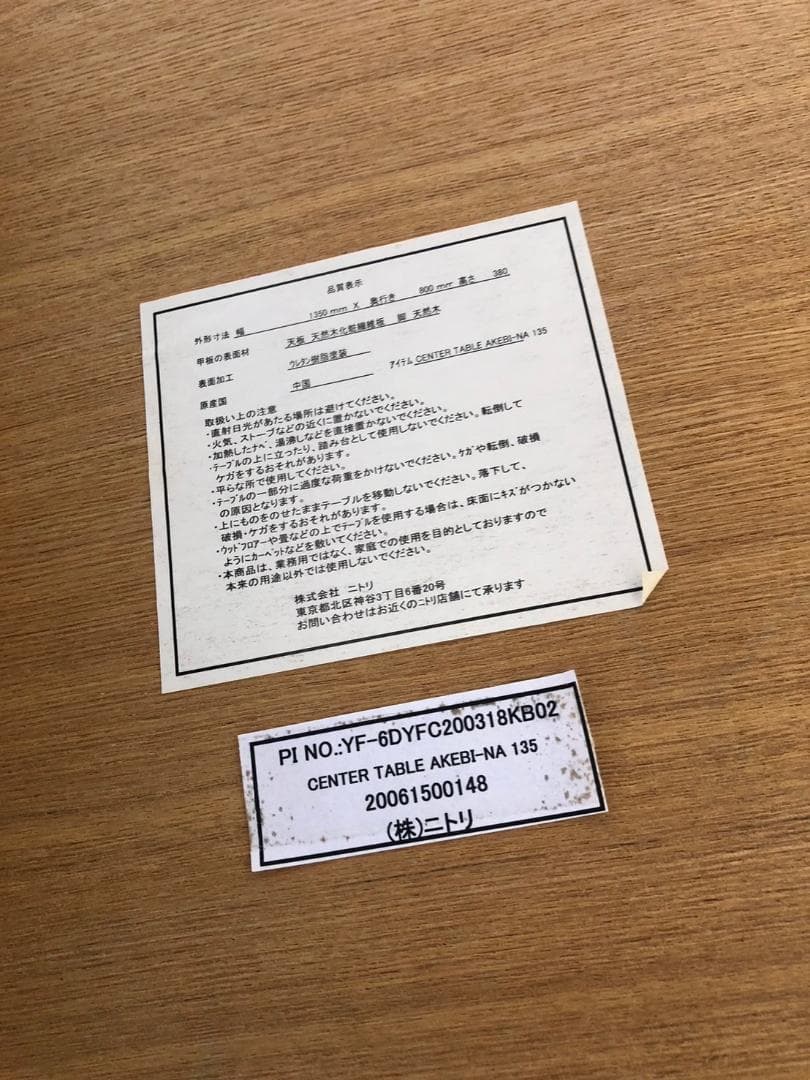 品質表示
外形寸法 幅 1350 mm X 奥行き 800 mm 高さ 380
甲板の表面材 天板 天然木化粧繊維板 脚 天然木
表面加工 ウレタン樹脂塗装 アイテム CENTER TABLE AKEBI-NA 135
原産国 中国
取扱い上の注意
・直射日光があたる場所は避けてください。
・火気、ストーブなどの近くに置かないでください。
・加熱したナベ、湯沸しなどを直接置かないでください。
・テーブルの上に立ったり、踏み台として使用しないでください。転倒して
ケガをするおそれがあります。
・平らな所で使用してください。
・テーブルの一部分に過度な荷重をかけないでください。ケガや転倒、破損
の原因となります。
・上にものをのせたままテーブルを移動しないでください。落下して、
破損・ケガをするおそれがあります。
・ウッドフロアーや畳などの上でテーブルを使用する場合は、床面にキズがつかない
ようにカーペットなどを敷いてください。
・本商品は、業務用ではなく、家庭での使用を目的としておりますので
本来の用途以外では使用しないでください。
株式会社 ニトリ
東京都北区神谷3丁目6番20号
お問い合わせはお近くのニトリ店舗にて承ります
PI NO.:YF-6DYFC200318KB02
CENTER TABLE AKEBI-NA 135
20061500148
(株)ニトリ